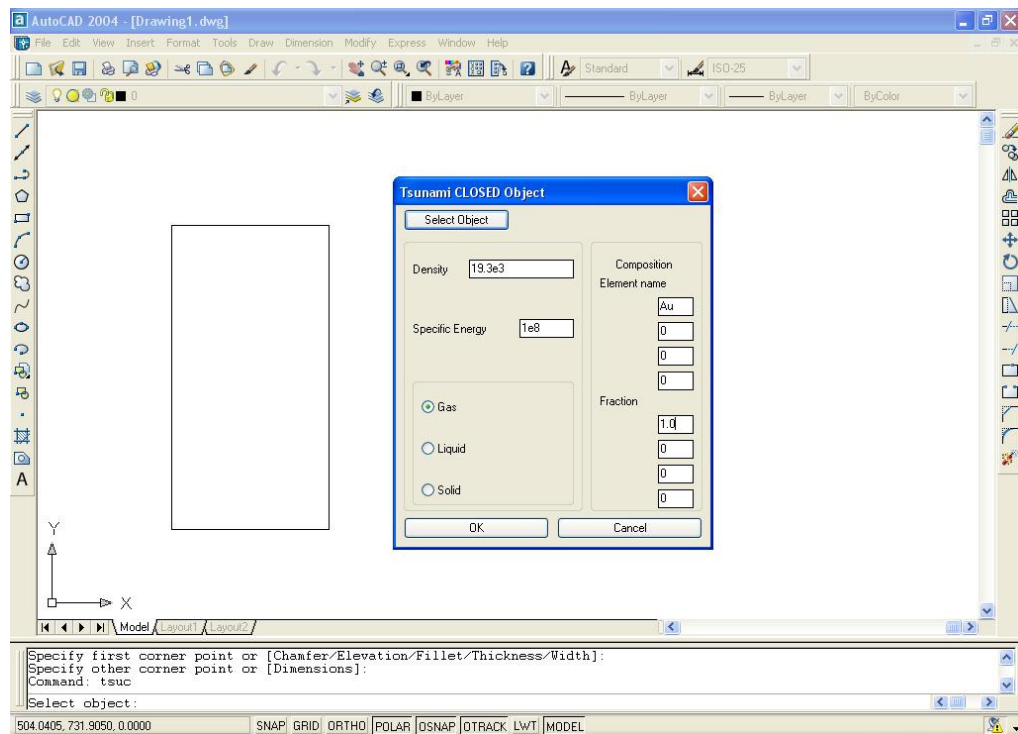 a AutoCAD 2004 - [Drawing1.dwg]
File Edit View Insert Format Tools Draw Dimension Modify Express Window Help
Standard ISO-25
0 ByLayer ByLayer ByLayer ByColor
Tsunami CLOSED Object
Select Object
Density 19.3e3
Specific Energy 1e8
Gas
Liquid
Solid
Composition
Element name
Au
0
0
0
Fraction
1.0
0
0
0
OK Cancel
A
Y
X
Model Layout1 Layout2
Specify first corner point or [Chamfer/Elevation/Fillet/Thickness/Width]:
Specify other corner point or [Dimensions]:
Command: tsuc
Select object:
504.0405, 731.9050, 0.0000 SNAP GRID ORTHO POLAR OSNAP OTRACK LWT MODEL